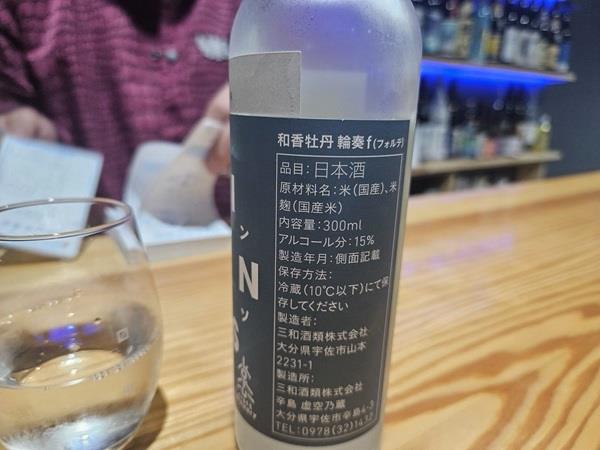 和香牡丹 輪奏f(フォルテ)
品目:日本酒
原材料名:米(国産)、米
麹(国産米)
内容量:300ml
アルコール分:15%
製造年月:側面記載
保存方法:
冷蔵(10℃以下)にて保
存してください
製造者:
三和酒類株式会社
大分県宇佐市山本
2231-1
製造所:
三和酒類株式会社
辛島 虚空乃蔵
大分県宇佐市辛島4-3
TEL:0978(32)1432
ン
N
ソ